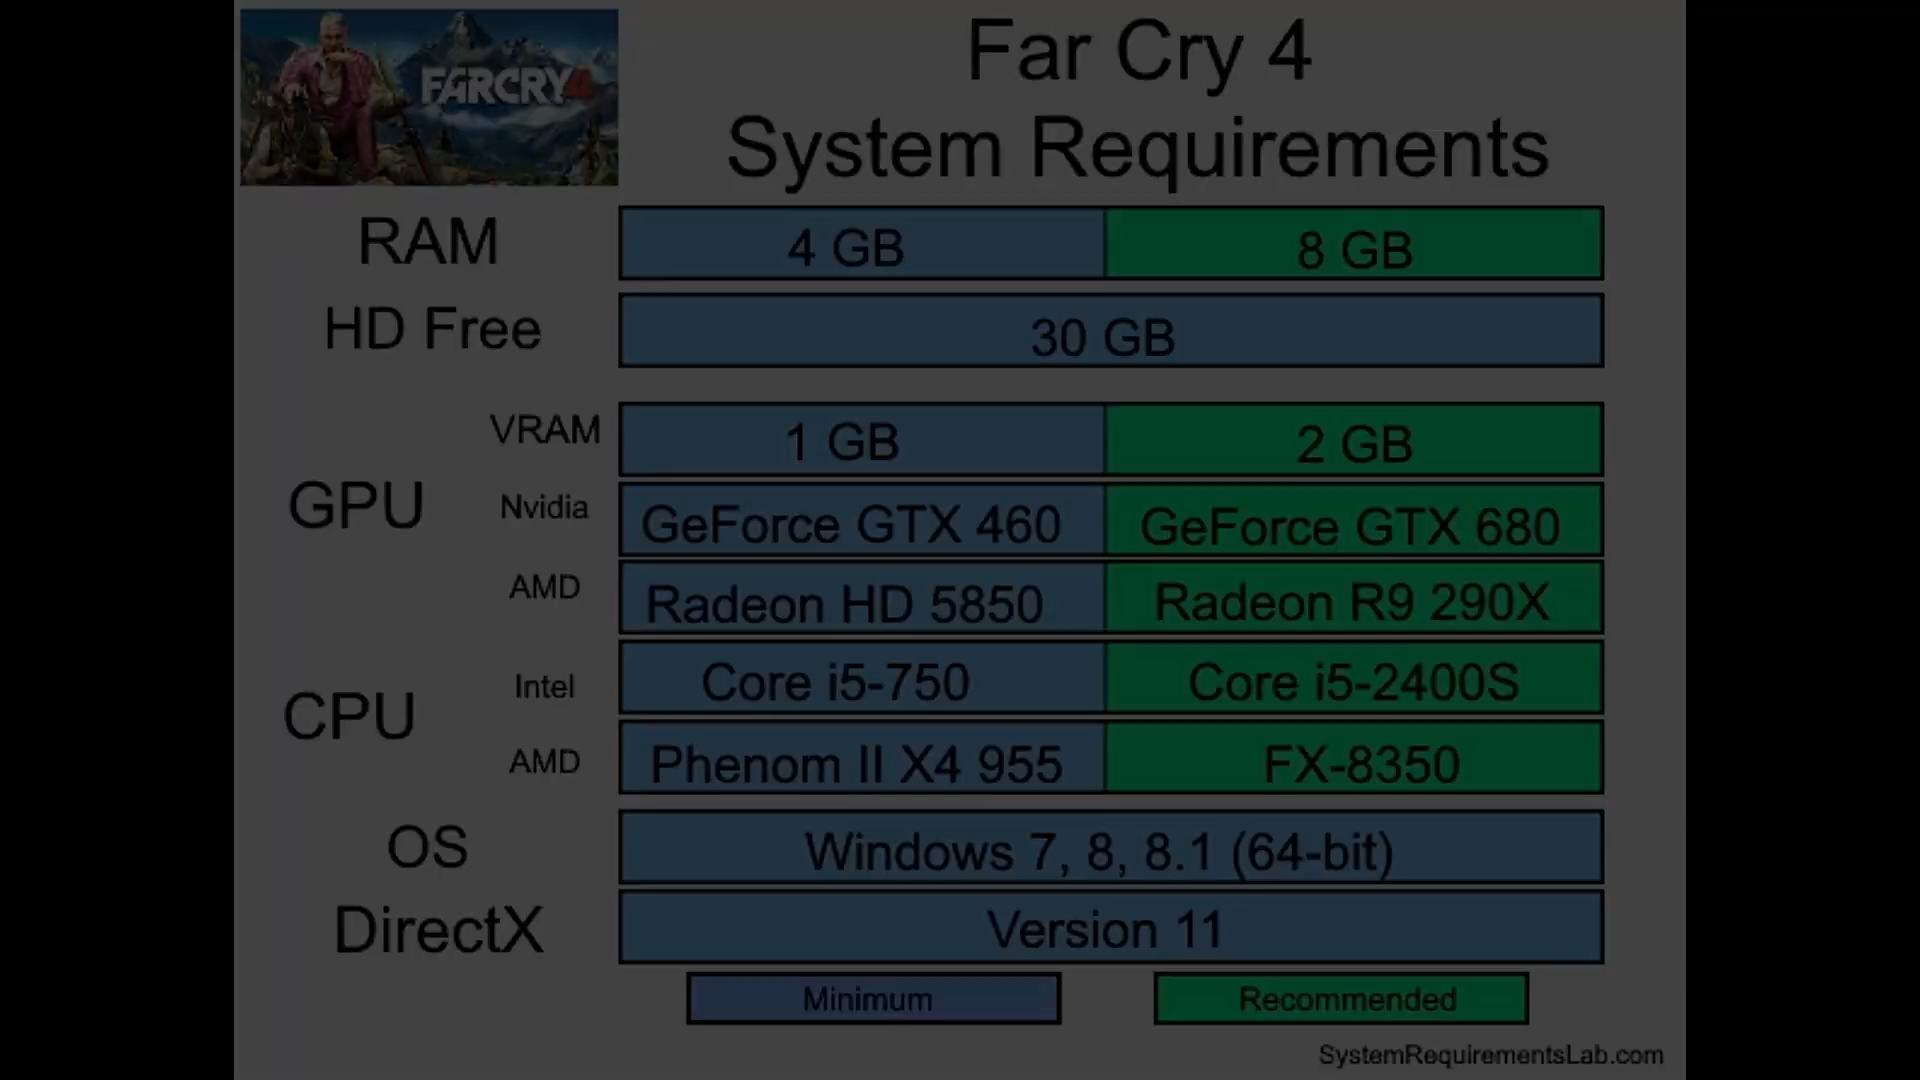 FARCRY4
Far Cry 4
System Requirements
RAM
4 GB
8 GB
HD Free
30 GB
GPU
VRAM
1 GB
2 GB
Nvidia
GeForce GTX 460
GeForce GTX 680
AMD
Radeon HD 5850
Radeon R9 290X
CPU
Intel
Core i5-750
Core i5-2400S
AMD
Phenom II X4 955
FX-8350
OS
Windows 7, 8, 8.1 (64-bit)
DirectX
Version 11
Minimum
Recommended
SystemRequirementsLab.com